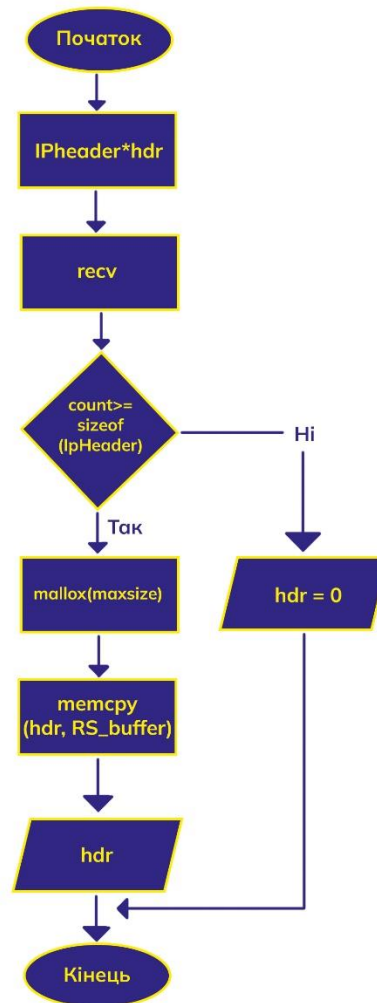 Початок
IPheader*hdr
recv
count>=
sizeof
(IpHeader)
Ні
Так
mallox(maxsize)
hdr = 0
memcpy
(hdr, RS_buffer)
hdr
Кінець